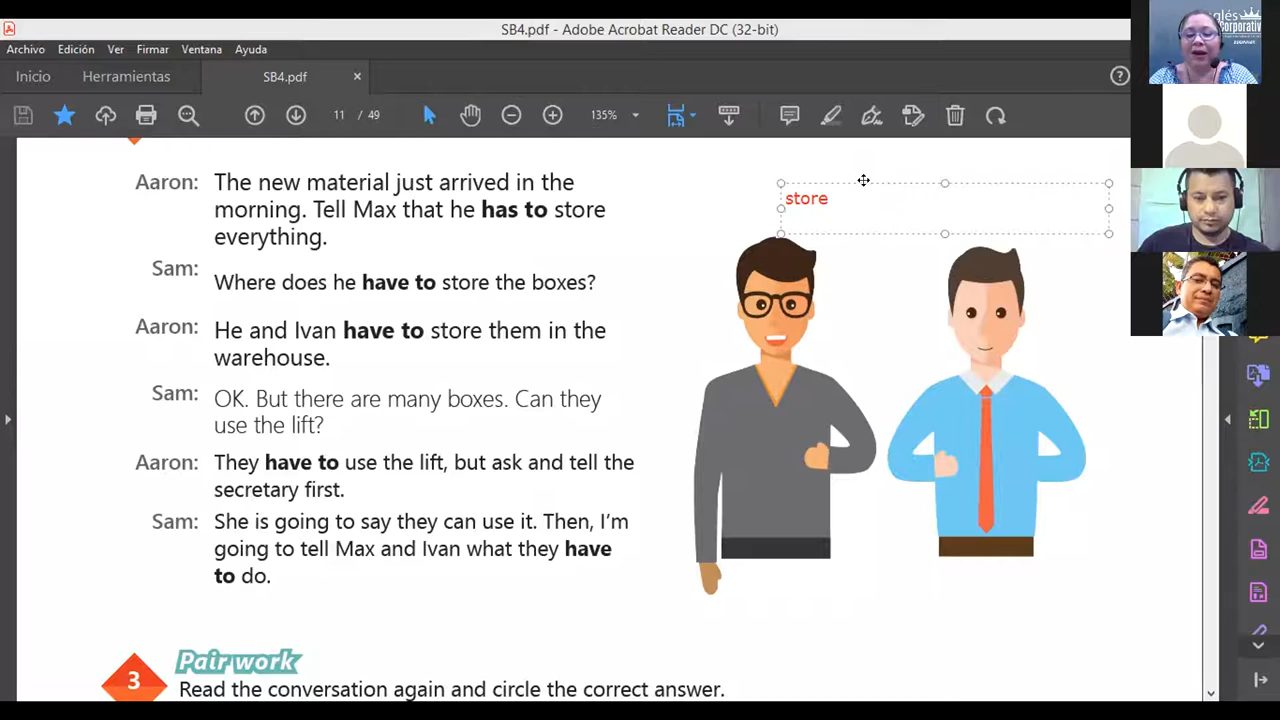 SB4.pdf - Adobe Acrobat Reader DC (32-bit)
Archivo Edición Ver Firmar Ventana Ayuda
Inicio Herramientas SB4.pdf ×
11 / 49 135%
Aaron: The new material just arrived in the
morning. Tell Max that he has to store
everything.
store
Sam: Where does he have to store the boxes?
Aaron: He and Ivan have to store them in the
warehouse.
Sam: OK. But there are many boxes. Can they
use the lift?
Aaron: They have to use the lift, but ask and tell the
secretary first.
Sam: She is going to say they can use it. Then, I'm
going to tell Max and Ivan what they have
to do.
Pair work
3 Read the conversation again and circle the correct answer.